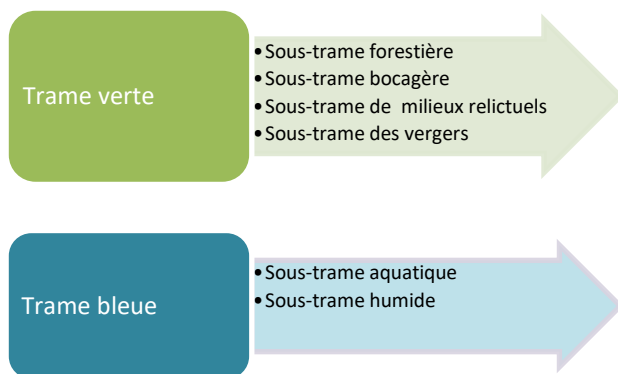 Trame verte
•Sous-trame forestière
•Sous-trame bocagère
•Sous-trame de milieux relictuels
•Sous-trame des vergers
Trame bleue
•Sous-trame aquatique
•Sous-trame humide